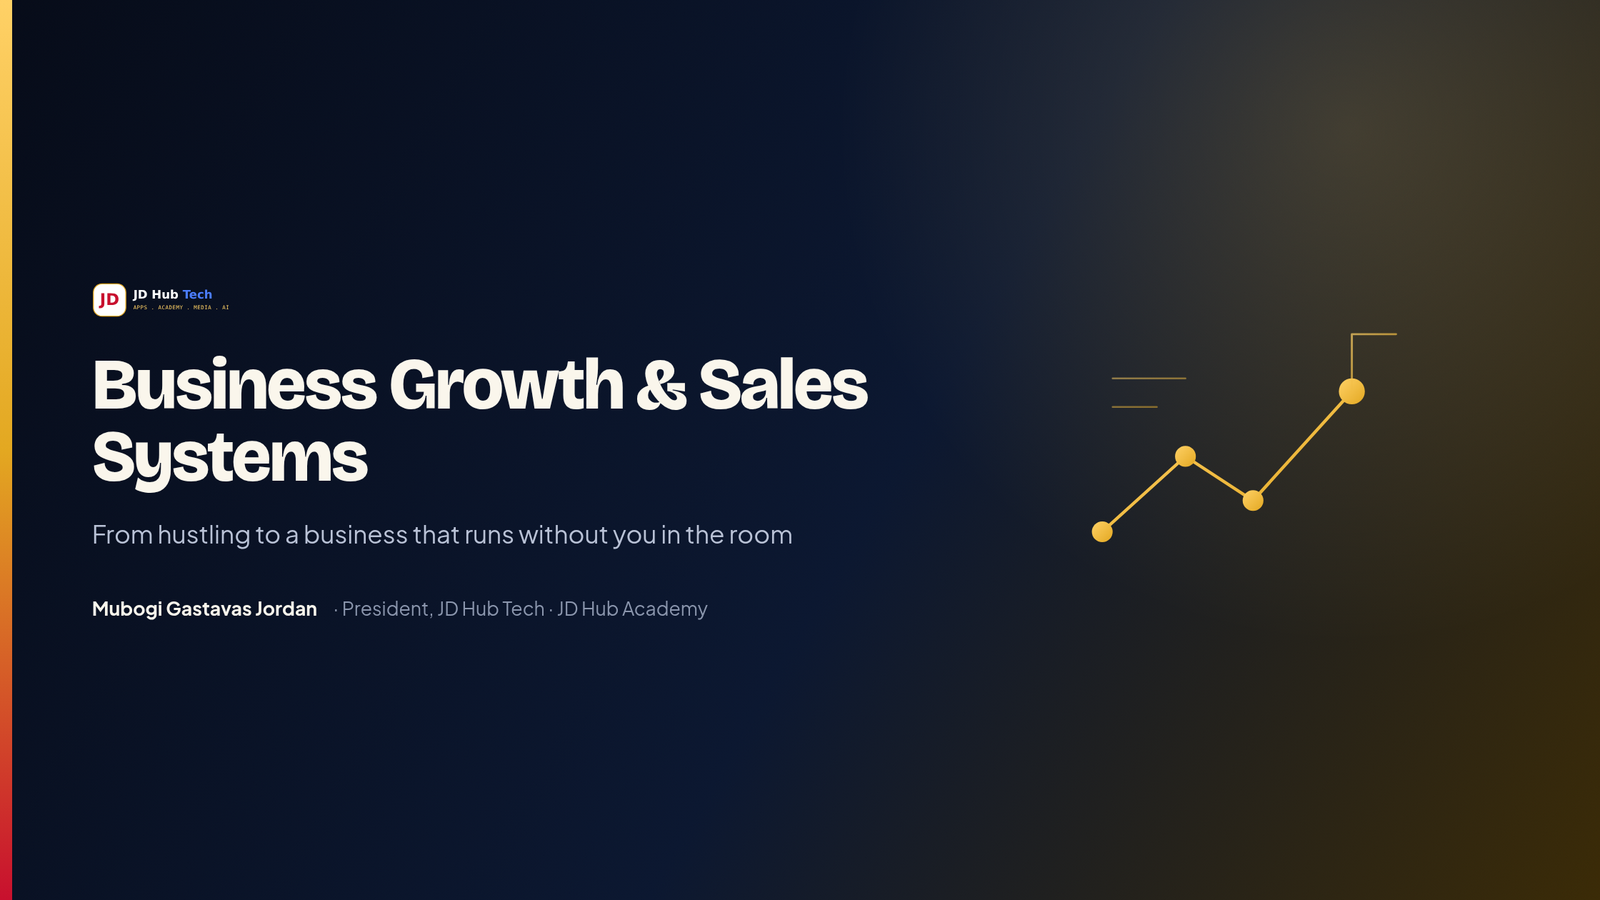 JD
JD Hub Tech
APPS . ACADEMY . MEDIA . AI
Business Growth & Sales
Systems
From hustling to a business that runs without you in the room
Mubogi Gastavas Jordan · President, JD Hub Tech · JD Hub Academy